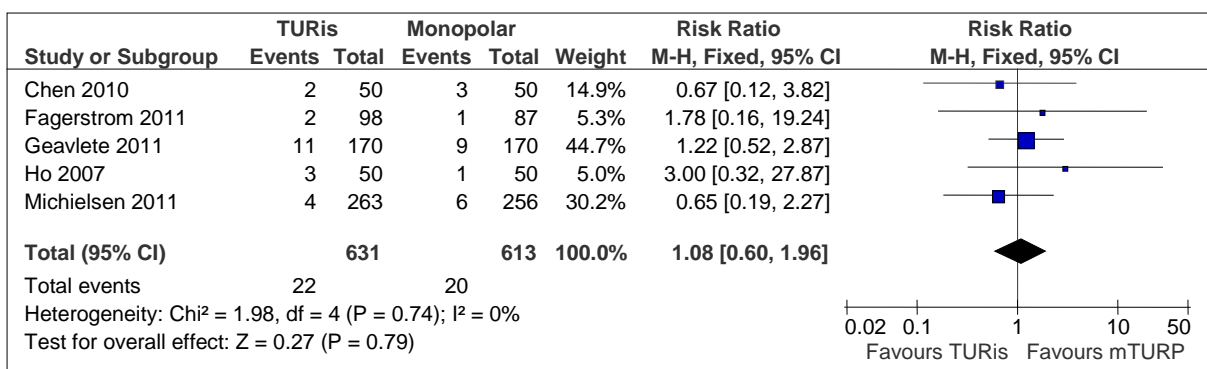 TURis Monopolar Risk Ratio Risk Ratio
Study or Subgroup Events Total Events Total Weight M-H, Fixed, 95% CI M-H, Fixed, 95% CI
Chen 2010 2 50 3 50 14.9% 0.67 [0.12, 3.82]
Fagerstrom 2011 2 98 1 87 5.3% 1.78 [0.16, 19.24]
Geavlete 2011 11 170 9 170 44.7% 1.22 [0.52, 2.87]
Ho 2007 3 50 1 50 5.0% 3.00 [0.32, 27.87]
Michielsen 2011 4 263 6 256 30.2% 0.65 [0.19, 2.27]
Total (95% CI) 631 613 100.0% 1.08 [0.60, 1.96]
Total events 22 20
Heterogeneity: Chi² = 1.98, df = 4 (P = 0.74); I² = 0%
Test for overall effect: Z = 0.27 (P = 0.79)
0.02 0.1 1 10 50
Favours TURis Favours mTURP